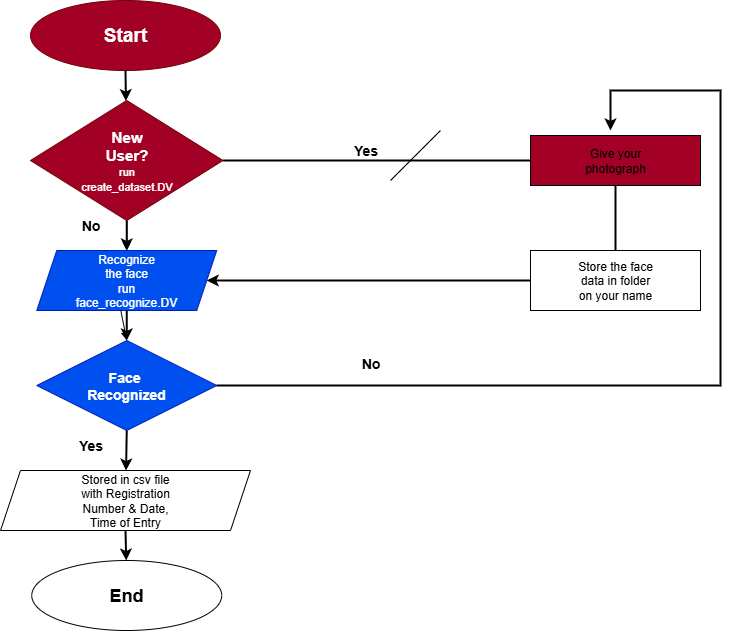 Start
New
User?
run
create_dataset.DV
Yes
Give your
photograph
No
Recognize
the face
run
face_recognize.DV
Store the face
data in folder
on your name
Face
Recognized
No
Yes
Stored in csv file
with Registration
Number & Date,
Time of Entry
End